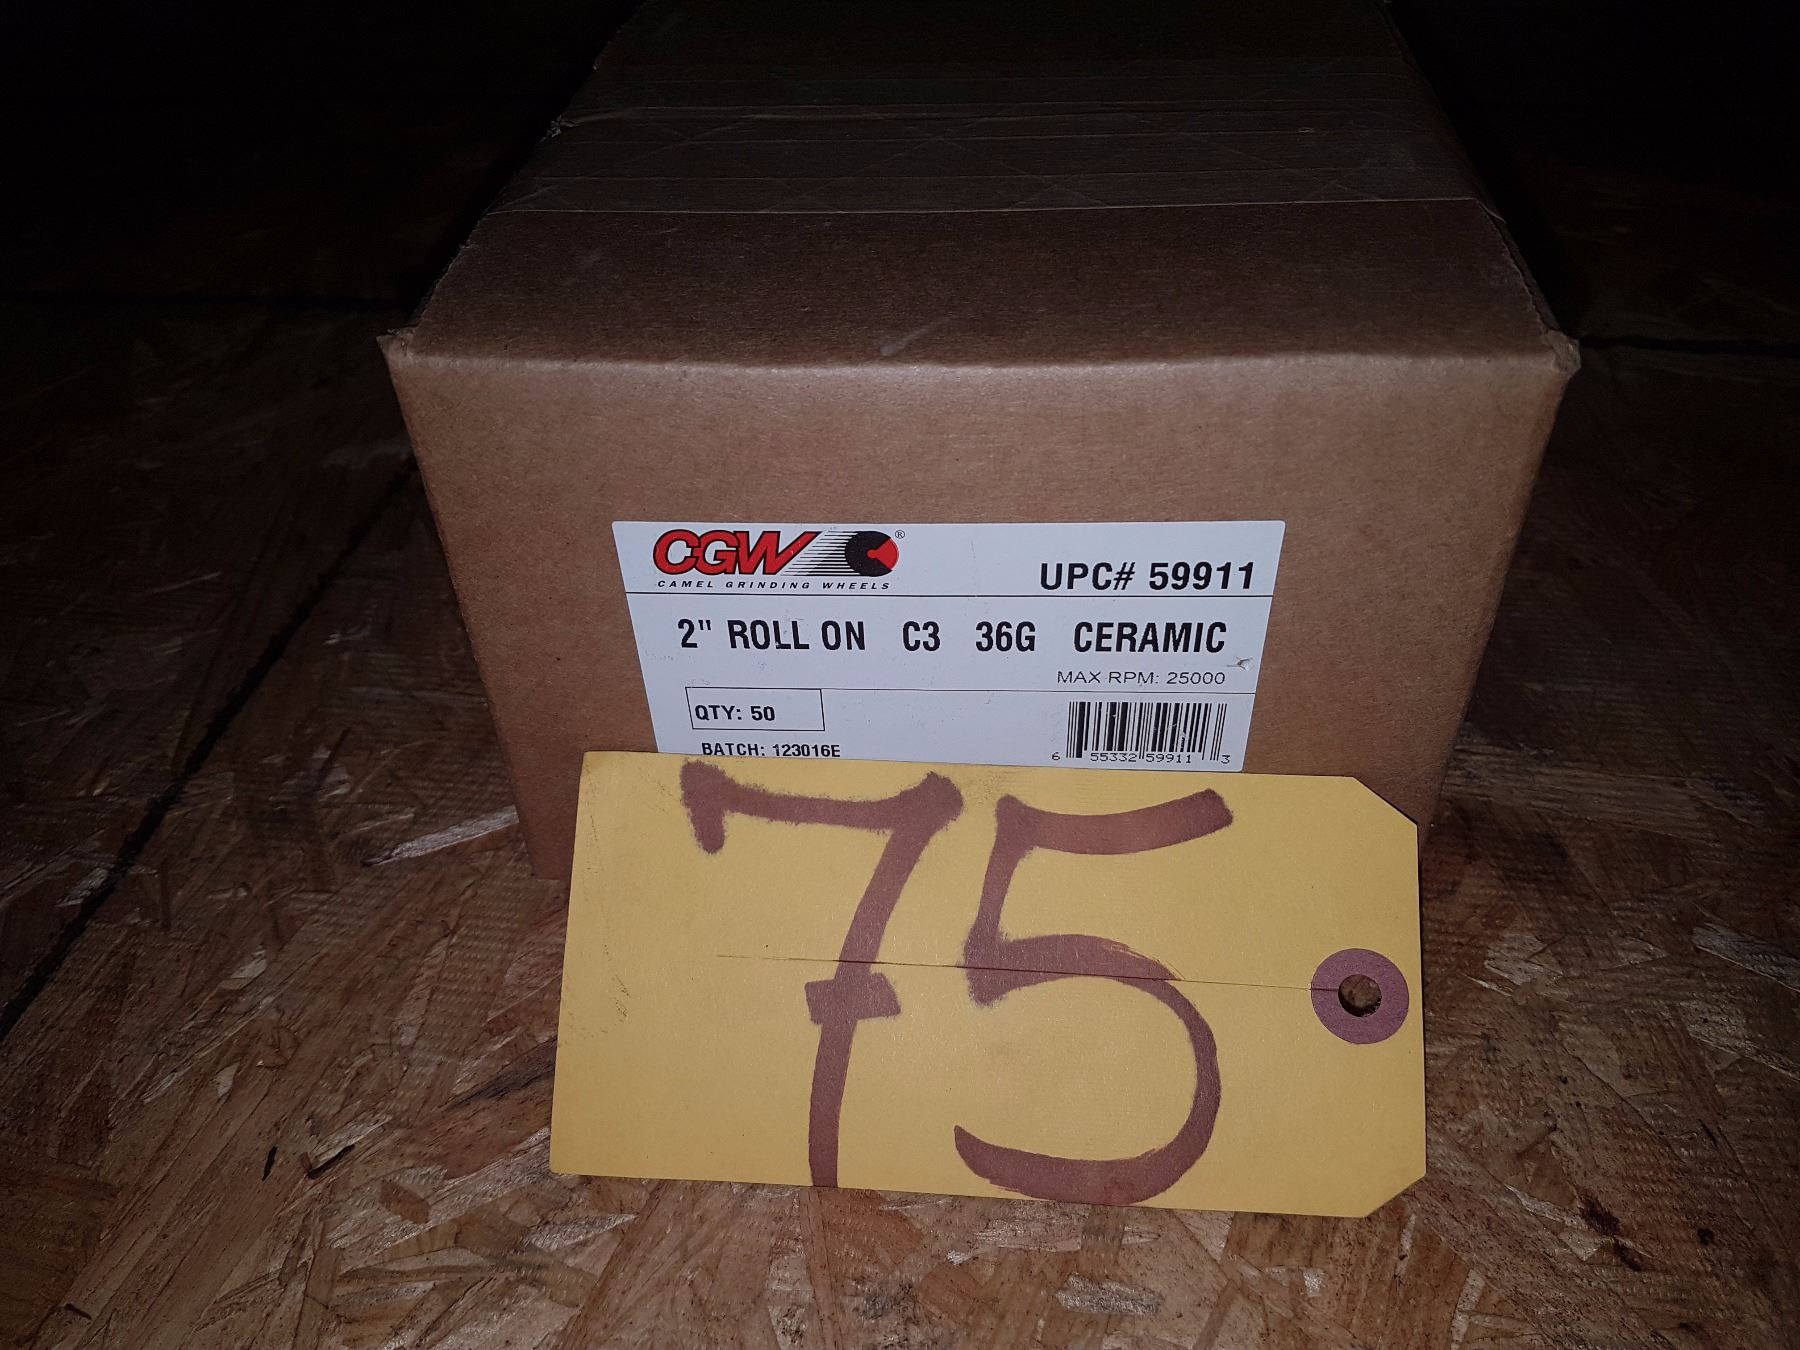 CGW®
CAMEL GRINDING WHEELS
UPC# 59911
2" ROLL ON C3 36G CERAMIC
MAX RPM: 25000
QTY: 50
BATCH: 123016E
6 55332 59911 3
75